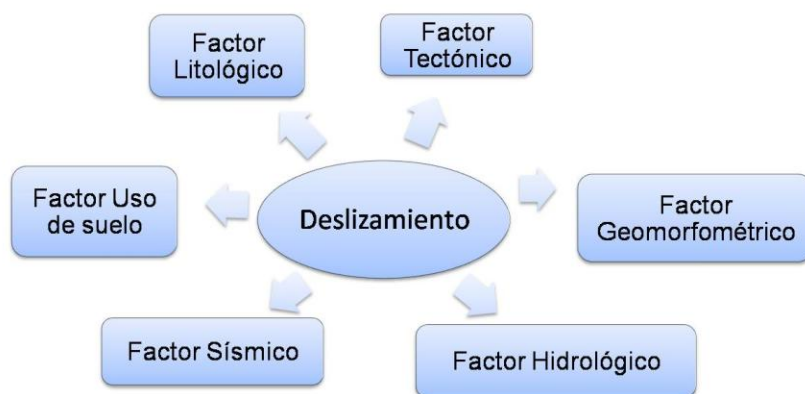 Factor
Litológico
Factor
Tectónico
Factor Uso
de suelo
Deslizamiento
Factor
Geomorfométrico
Factor Sísmico
Factor Hidrológico